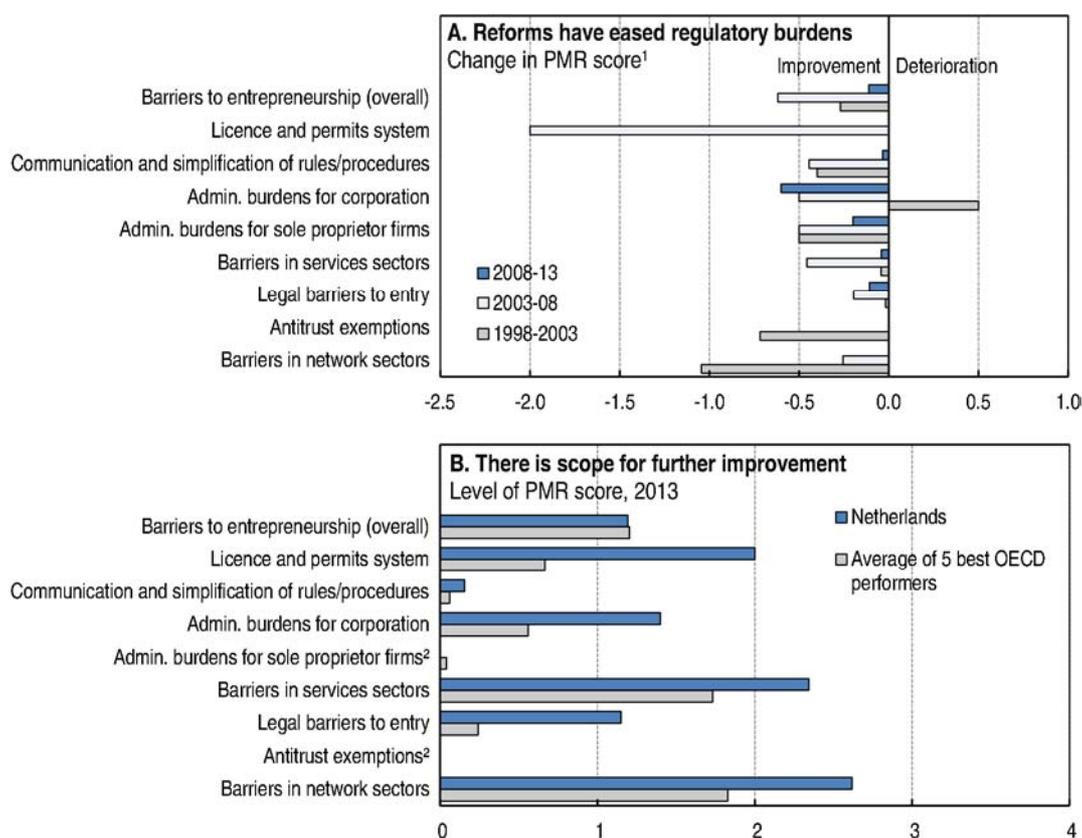 A. Reforms have eased regulatory burdens
Change in PMR score¹
Improvement
Deterioration
Barriers to entrepreneurship (overall)
Licence and permits system
Communication and simplification of rules/procedures
Admin. burdens for corporation
Admin. burdens for sole proprietor firms
Barriers in services sectors
Legal barriers to entry
Antitrust exemptions
Barriers in network sectors
2008-13
2003-08
1998-2003
-2.5 -2.0 -1.5 -1.0 -0.5 0.0 0.5 1.0
B. There is scope for further improvement
Level of PMR score, 2013
Netherlands
Average of 5 best OECD
performers
Barriers to entrepreneurship (overall)
Licence and permits system
Communication and simplification of rules/procedures
Admin. burdens for corporation
Admin. burdens for sole proprietor firms²
Barriers in services sectors
Legal barriers to entry
Antitrust exemptions²
Barriers in network sectors
0 1 2 3 4